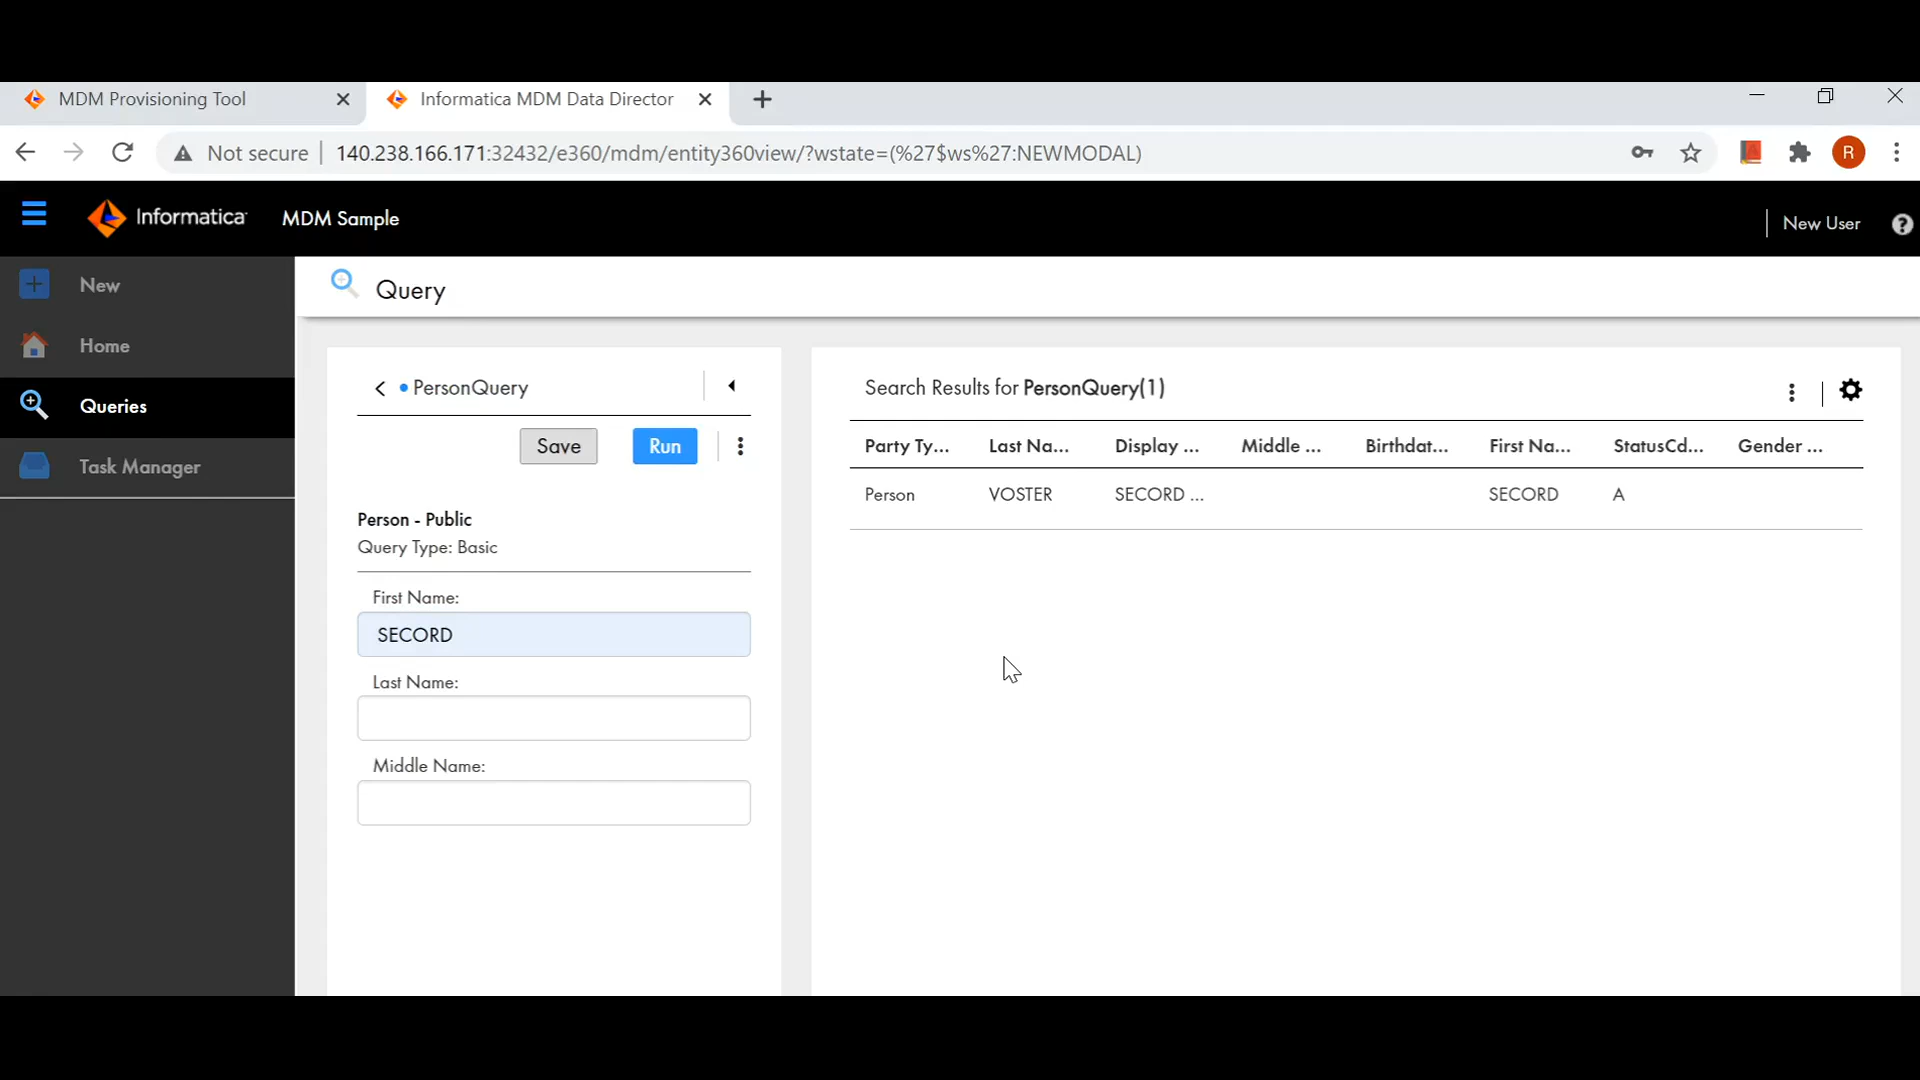 MDM Provisioning Tool
Informatica MDM Data Director
Not secure
140.238.166.171:32432/e360/mdm/entity360view/?wstate=(%27$ws%27:NEWMODAL)
R
Informatica
MDM Sample
New User
?
New
Home
Queries
Task Manager
Query
PersonQuery
Save
Run
Person - Public
Query Type: Basic
First Name:
SECORD
Last Name:
Middle Name:
Search Results for PersonQuery(1)
Party Ty... Last Na... Display ... Middle ... Birthdat... First Na... StatusCd... Gender ...
Person VOSTER SECORD ... SECORD A